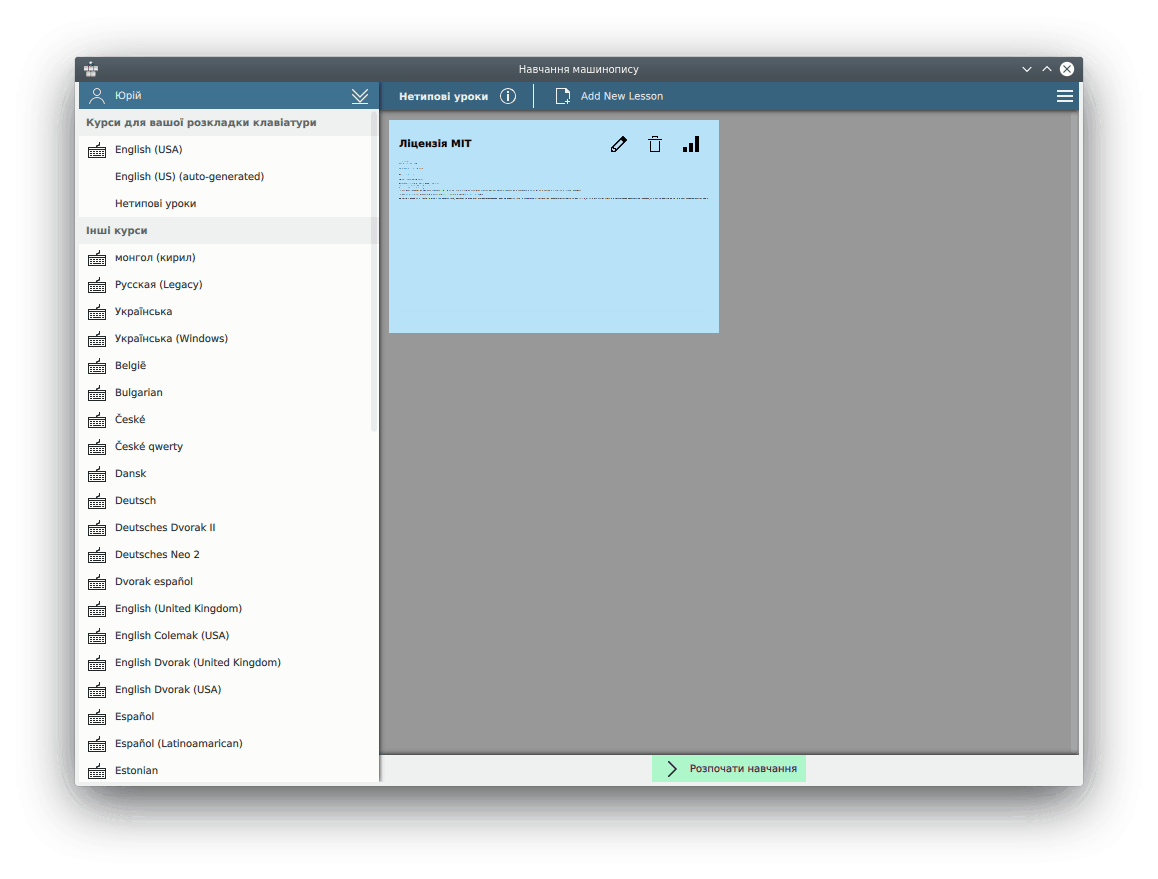 Навчання машинопису
Юрій
Нетипові уроки
Add New Lesson
Курси для вашої розкладки клавіатури
English (USA)
English (US) (auto-generated)
Нетипові уроки
Інші курси
монгол (кирил)
Русская (Legacy)
Українська
Українська (Windows)
België
Bulgarian
České
České qwerty
Dansk
Deutsch
Deutsches Dvorak II
Deutsches Neo 2
Dvorak español
English (United Kingdom)
English Colemak (USA)
English Dvorak (United Kingdom)
English Dvorak (USA)
Español
Español (Latinoamarican)
Estonian
Ліцензія MIT
Розпочати навчання